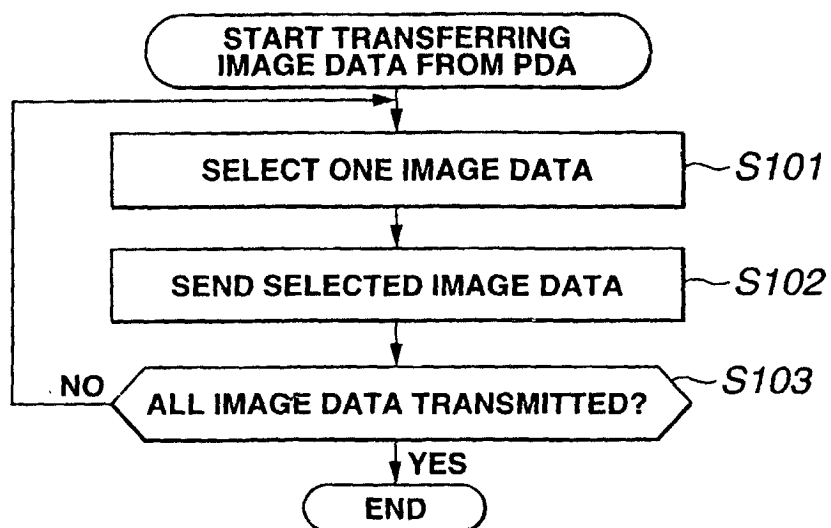 START TRANSFERRING
IMAGE DATA FROM PDA
SELECT ONE IMAGE DATA
S101
SEND SELECTED IMAGE DATA
S102
ALL IMAGE DATA TRANSMITTED?
S103
NO
YES
END